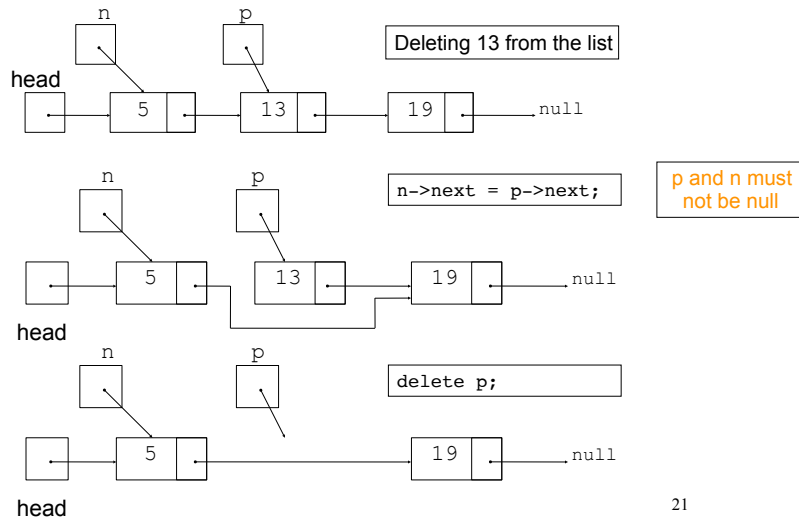 n p
Deleting 13 from the list
head
5 13 19 null
n p
n->next = p->next;
p and n must
not be null
5 13 19 null
head
n p
delete p;
5 19 null
head
21